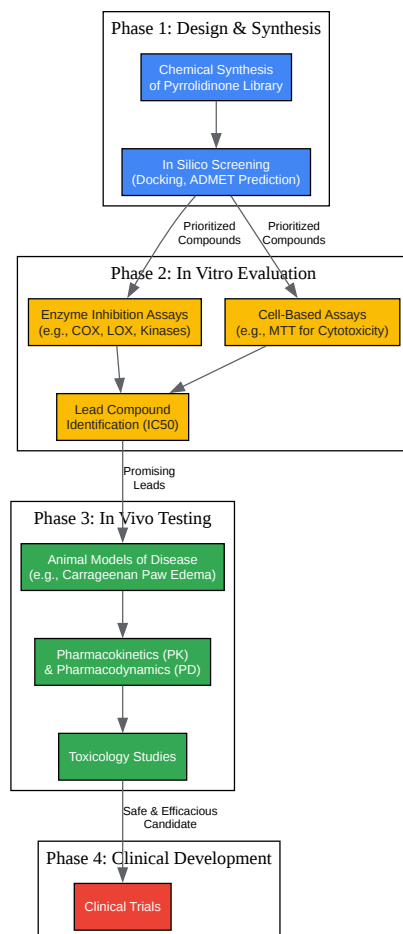 Phase 1: Design & Synthesis
Chemical Synthesis
of Pyrrolidinone Library
In Silico Screening
(Docking, ADMET Prediction)
Prioritized
Compounds
Prioritized
Compounds
Phase 2: In Vitro Evaluation
Enzyme Inhibition Assays
(e.g., COX, LOX, Kinases)
Cell-Based Assays
(e.g., MTT for Cytotoxicity)
Lead Compound
Identification (IC50)
Promising
Leads
Phase 3: In Vivo Testing
Animal Models of Disease
(e.g., Carrageenan Paw Edema)
Pharmacokinetics (PK)
& Pharmacodynamics (PD)
Toxicology Studies
Safe & Efficacious
Candidate
Phase 4: Clinical Development
Clinical Trials